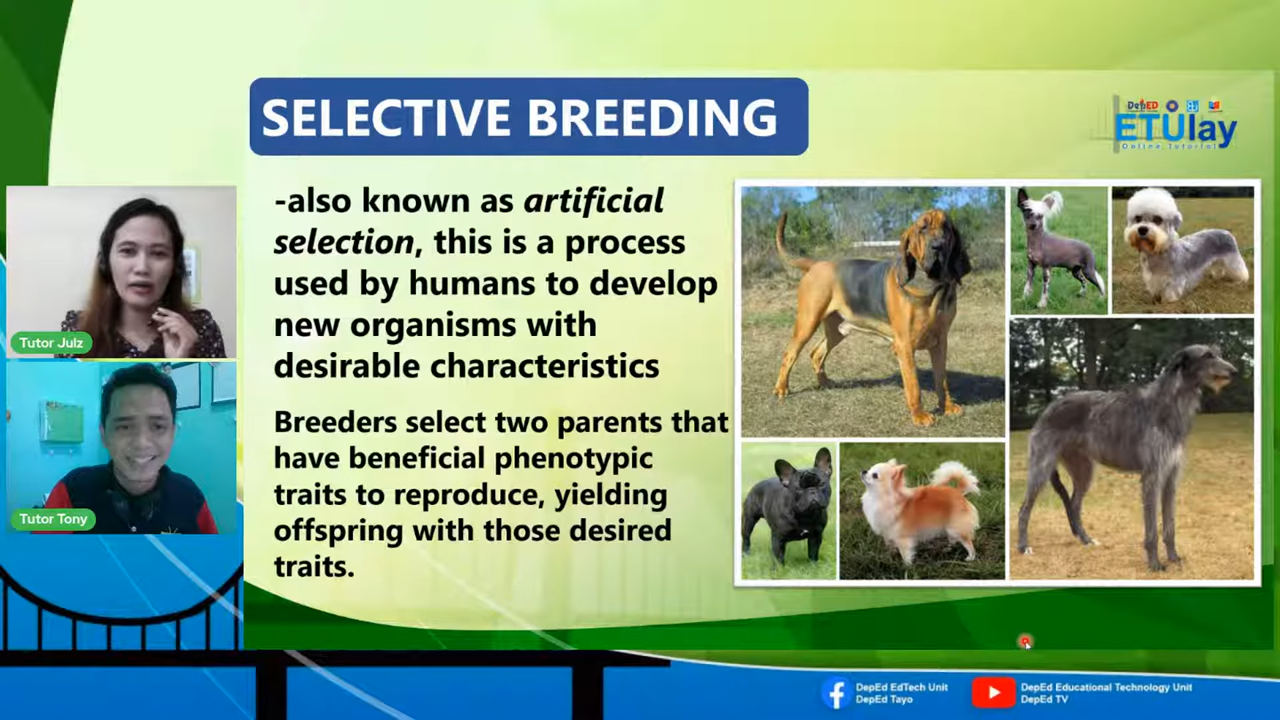 SELECTIVE BREEDING
DepED
ETUlay
Online Tutorial
-also known as artificial
selection, this is a process
used by humans to develop
new organisms with
desirable characteristics
Breeders select two parents that
have beneficial phenotypic
traits to reproduce, yielding
offspring with those desired
traits.
Tutor Julz
Tutor Tony
DepEd EdTech Unit
DepEd Tayo
DepEd Educational Technology Unit
DepEd TV